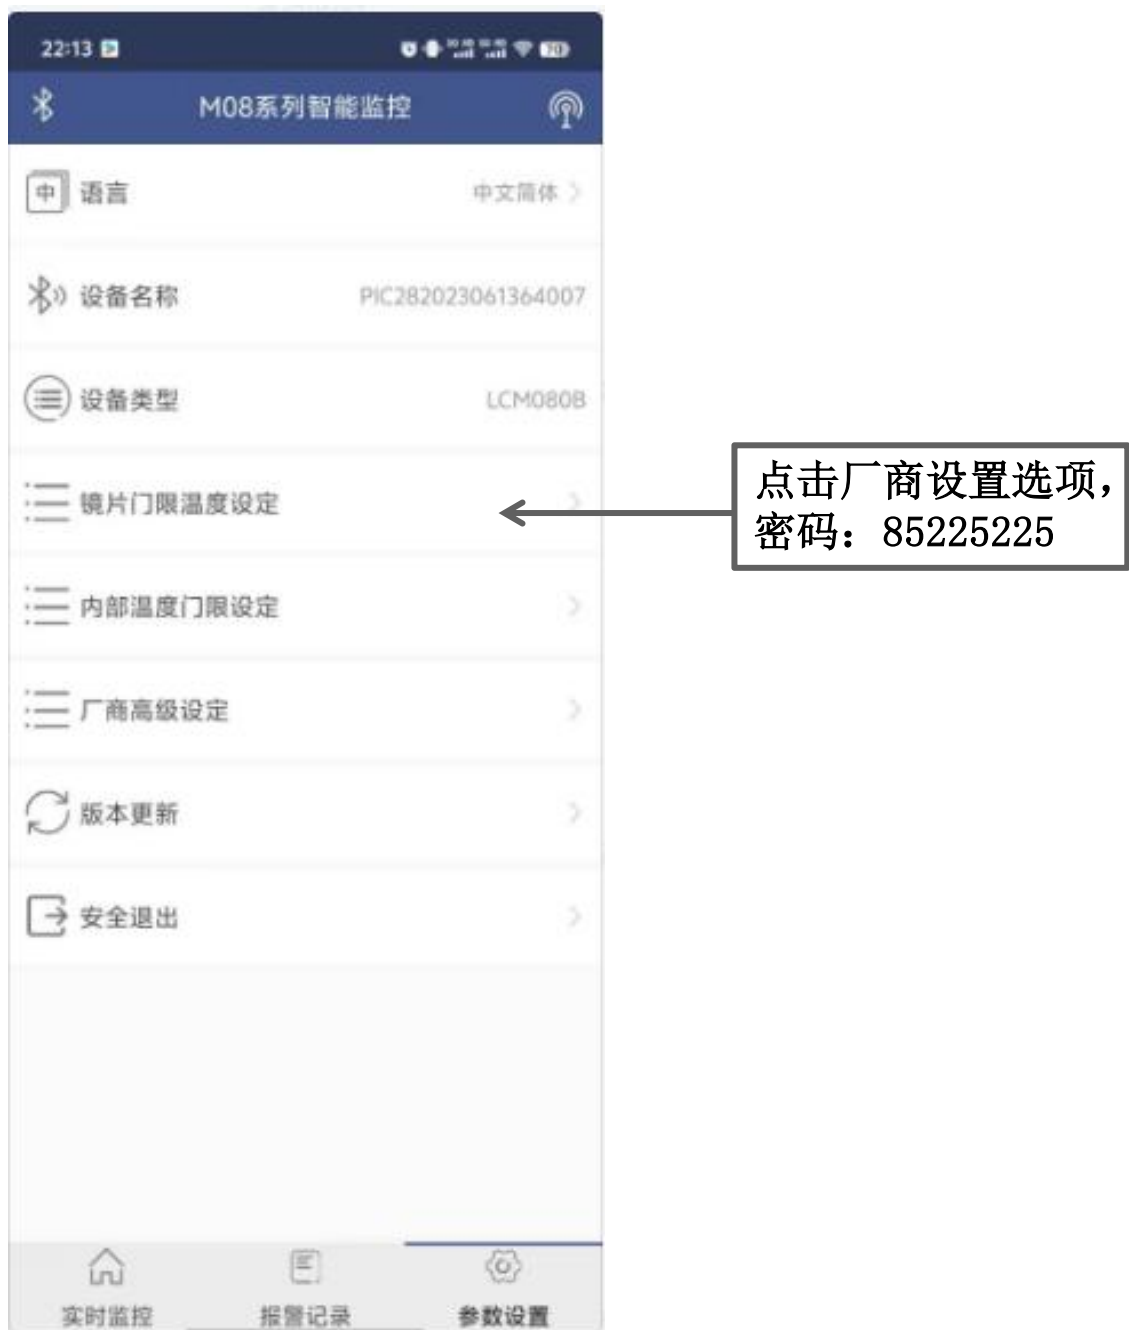 22:13
M08系列智能监控
中 语言 中文简体
设备名称 PIC282023061364007
设备类型 LCM080B
镜片门限温度设定
点击厂商设置选项，
密码：85225225
内部温度门限设定
厂商高级设定
版本更新
安全退出
实时监控 报警记录 参数设置